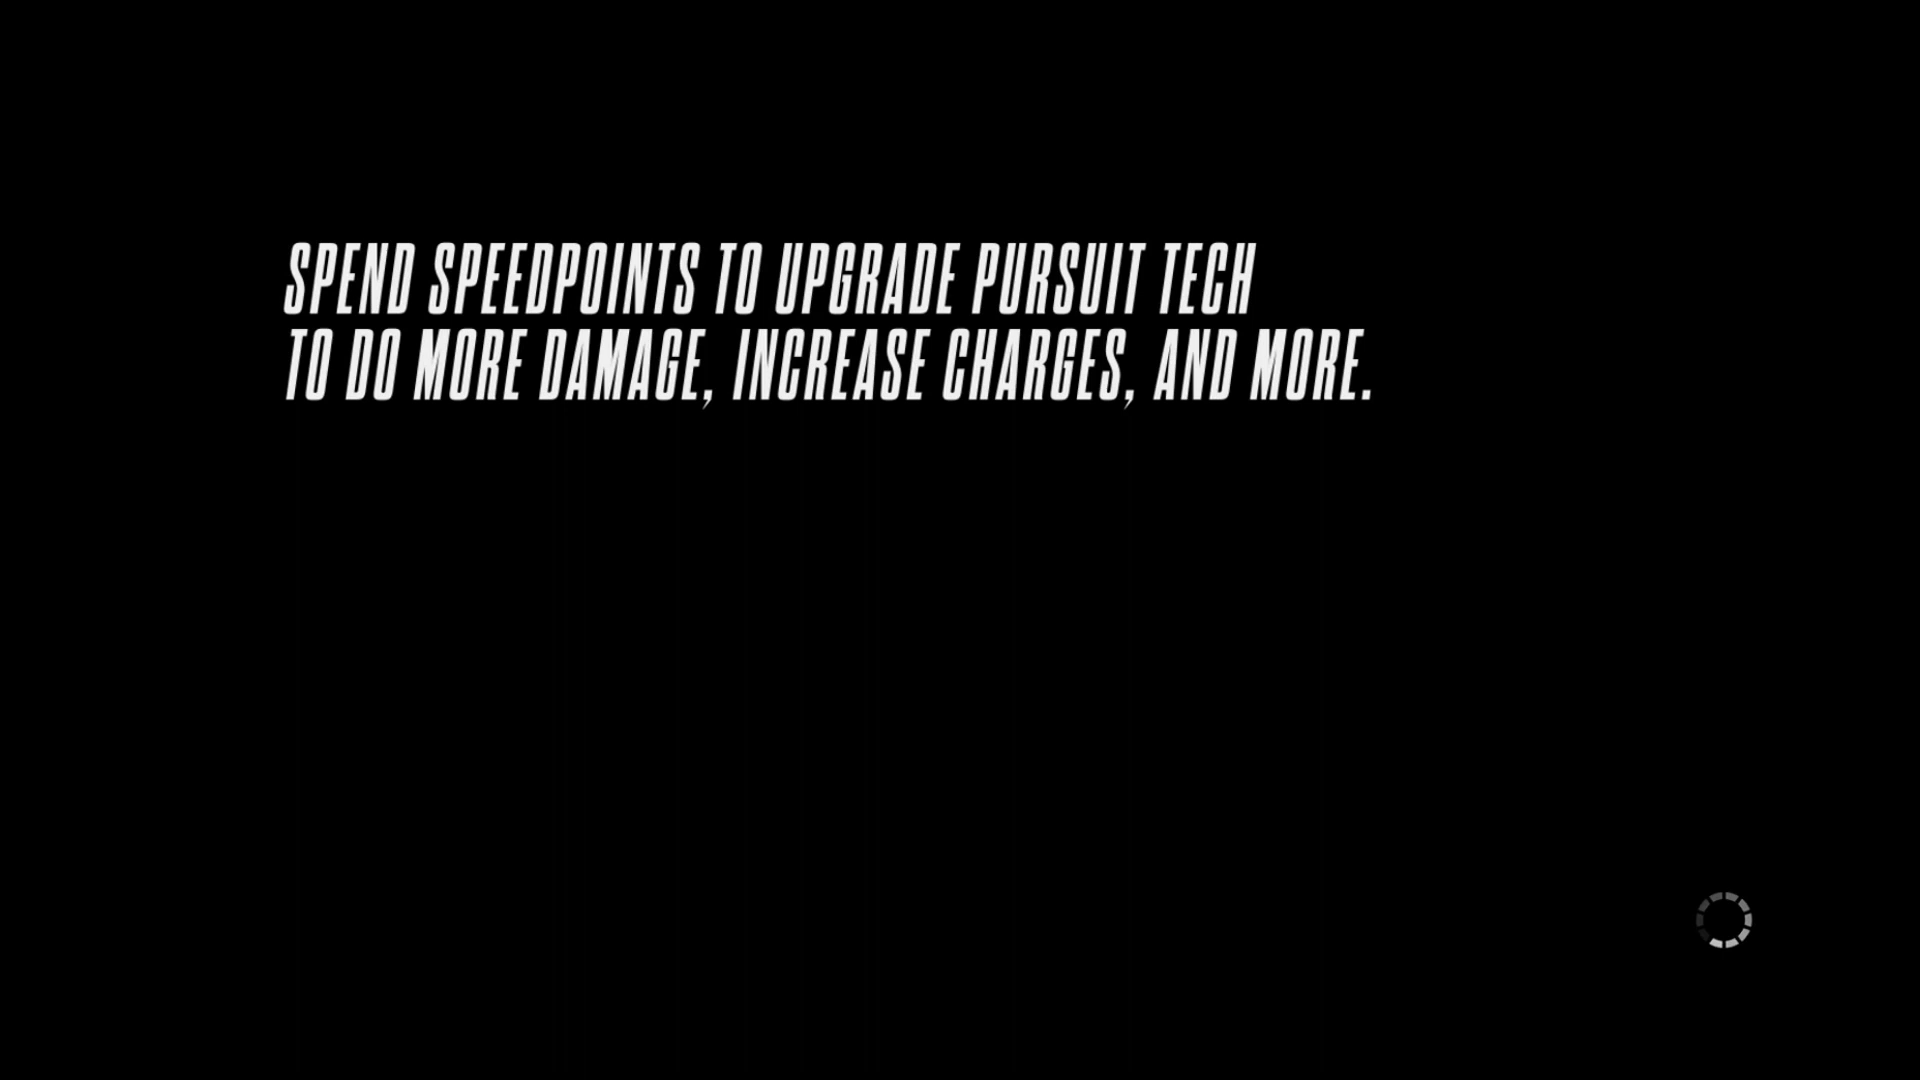 SPEND SPEEDPOINTS TO UPGRADE PURSUIT TECH
TO DO MORE DAMAGE, INCREASE CHARGES, AND MORE.